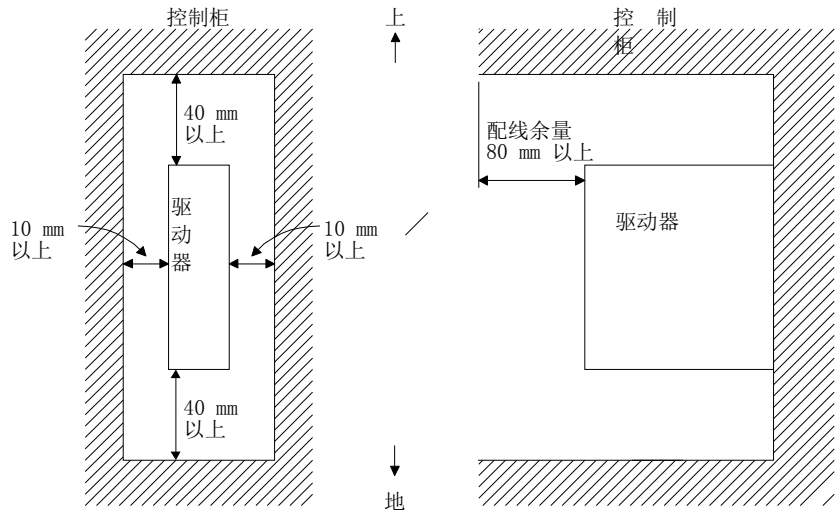 控制柜
40 mm
以上
驱
动
器
10 mm
以上
10 mm
以上
40 mm
以上
上
地
控 制
柜
配线余量
80 mm 以上
驱动器